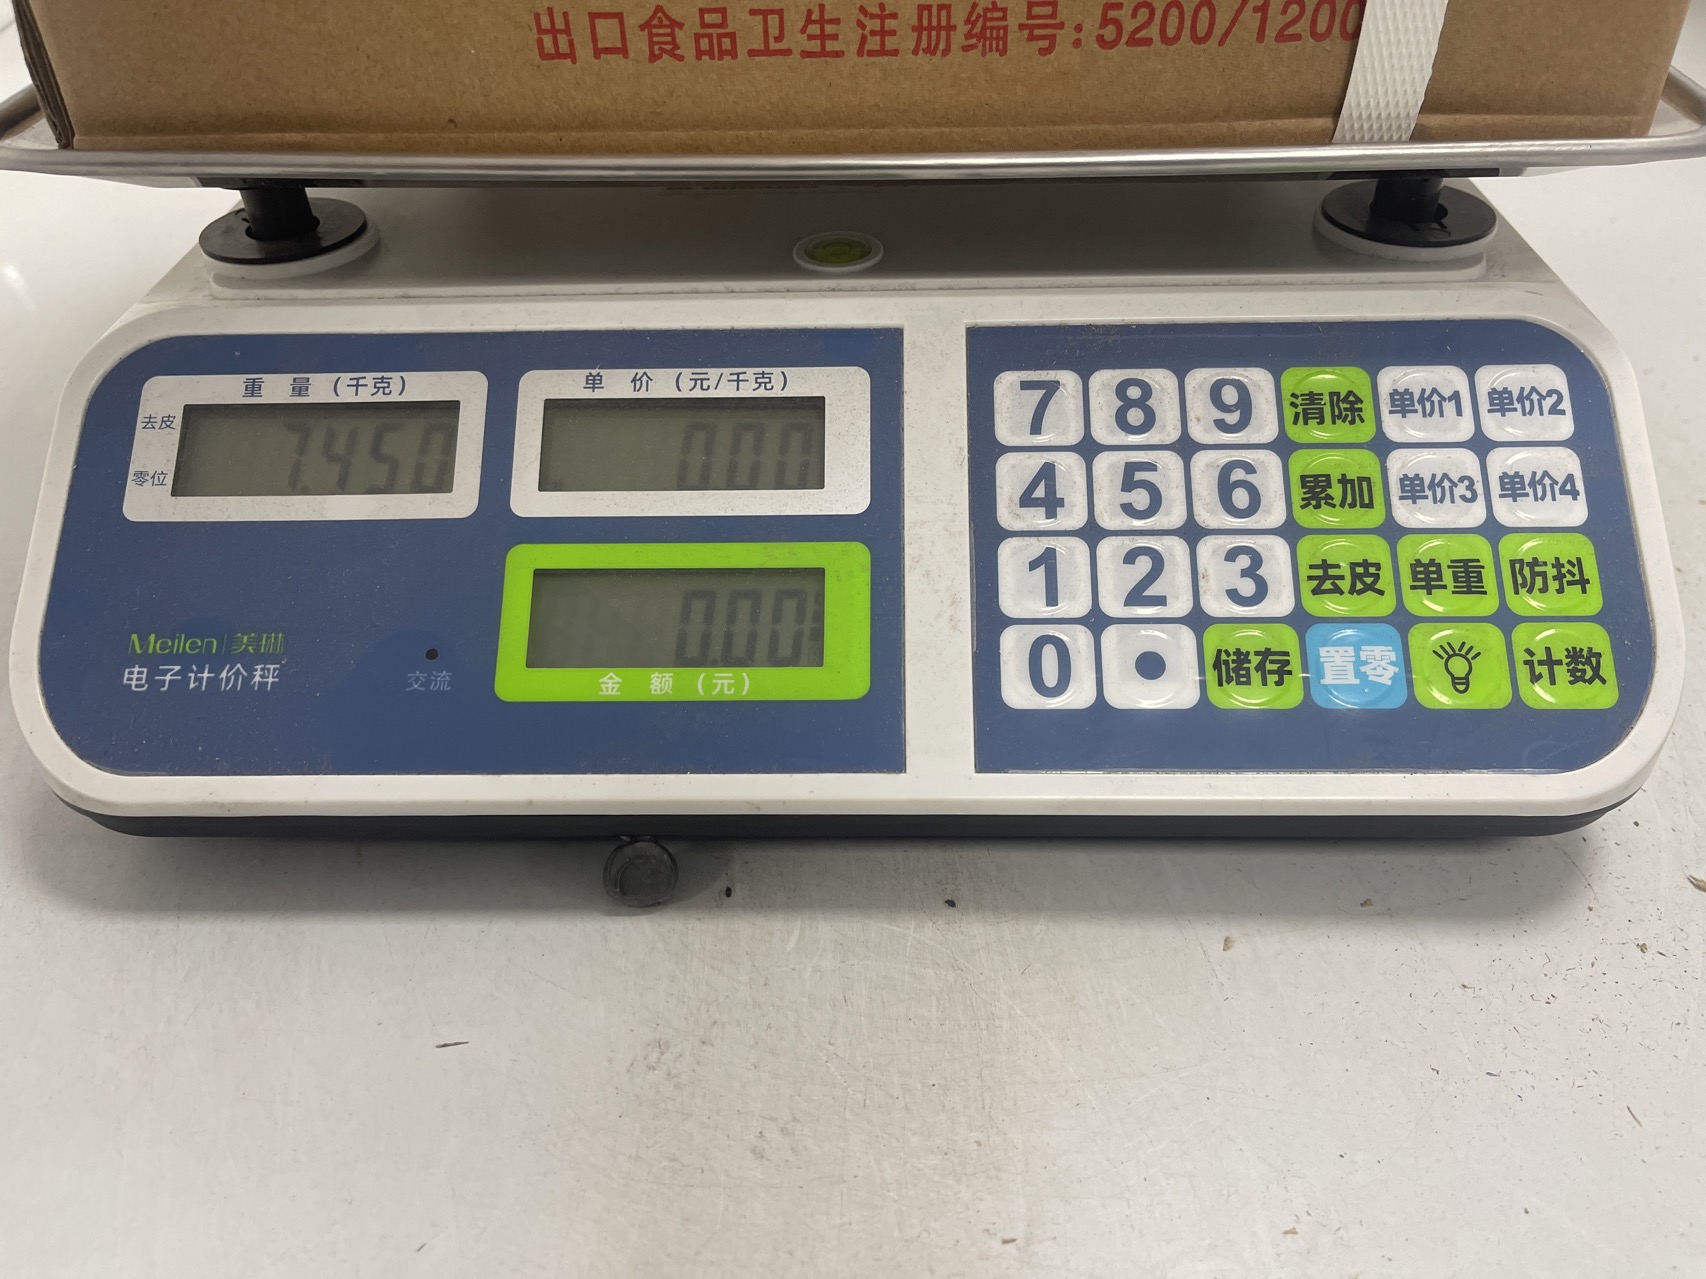 出口食品卫生注册编号:5200/1200
重 量 (千克)
去皮
零位
7.450
单 价 (元/千克)
0.00
0.00
金 额 (元)
Meilen 美琳
电子计价秤
交流
7 8 9 清除 单价1 单价2
4 5 6 累加 单价3 单价4
1 2 3 去皮 单重 防抖
0 • 储存 置零 计数